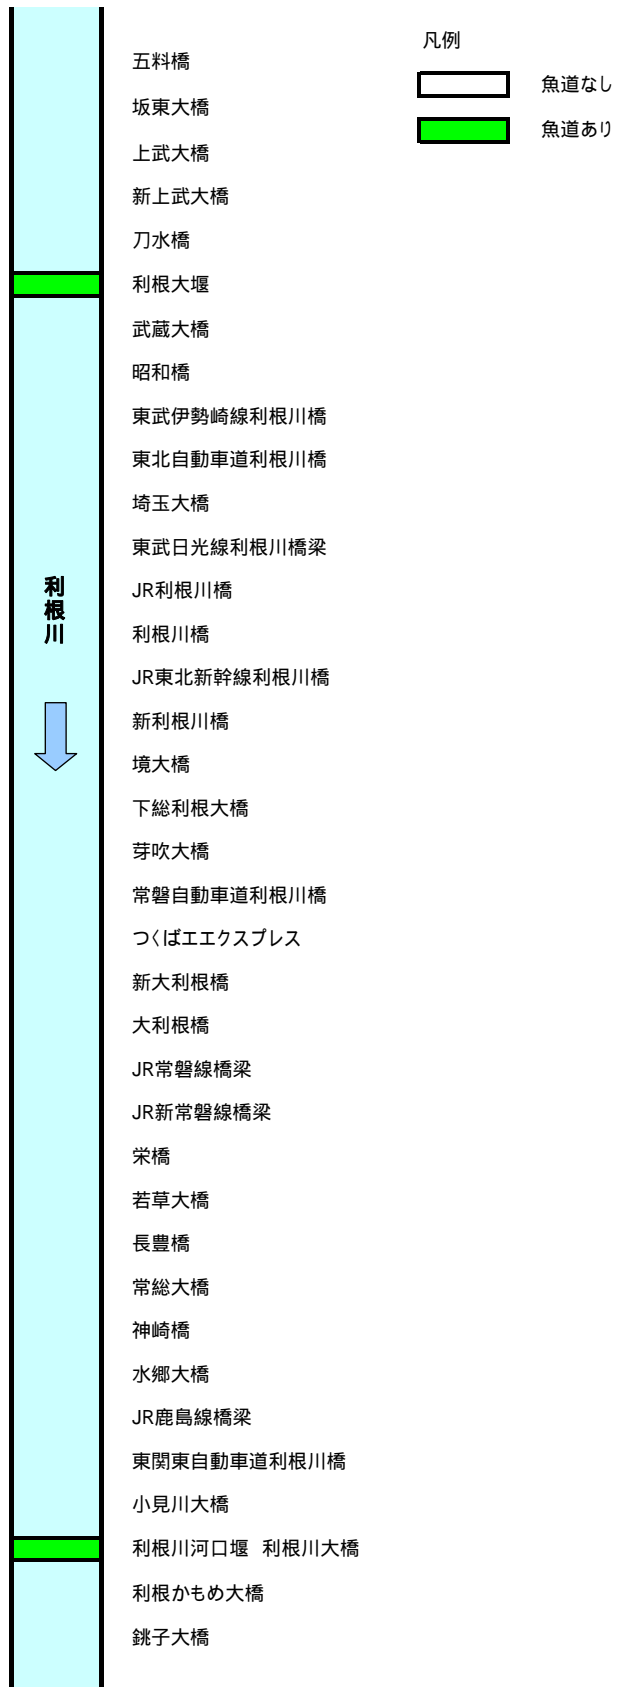 凡例
魚道なし
魚道あり
五料橋
坂東大橋
上武大橋
新上武大橋
刀水橋
利根大堰
武蔵大橋
昭和橋
東武伊勢崎線利根川橋
東北自動車道利根川橋
埼玉大橋
東武日光線利根川橋梁
JR利根川橋
利根川橋
JR東北新幹線利根川橋
新利根川橋
境大橋
下総利根大橋
芽吹大橋
常磐自動車道利根川橋
つくばエエクスプレス
新大利根橋
大利根橋
JR常磐線橋梁
JR新常磐線橋梁
栄橋
若草大橋
長豊橋
常総大橋
神崎橋
水郷大橋
JR鹿島線橋梁
東関東自動車道利根川橋
小見川大橋
利根川河口堰 利根川大橋
利根かもめ大橋
銚子大橋
利根川